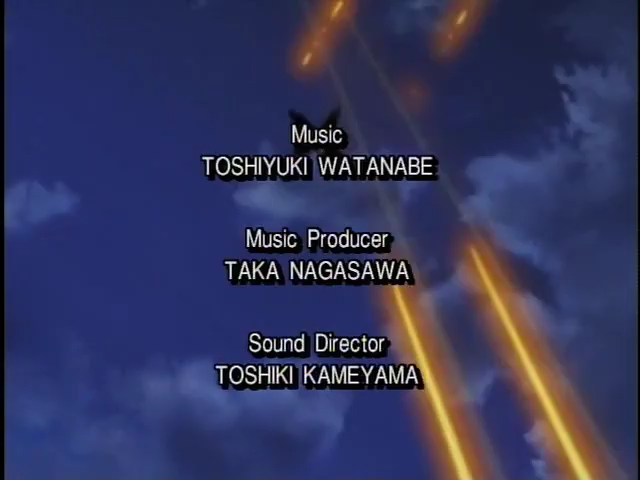 Music
TOSHIYUKI WATANABE
Music Producer
TAKA NAGASAWA
Sound Director
TOSHIKI KAMEYAMA